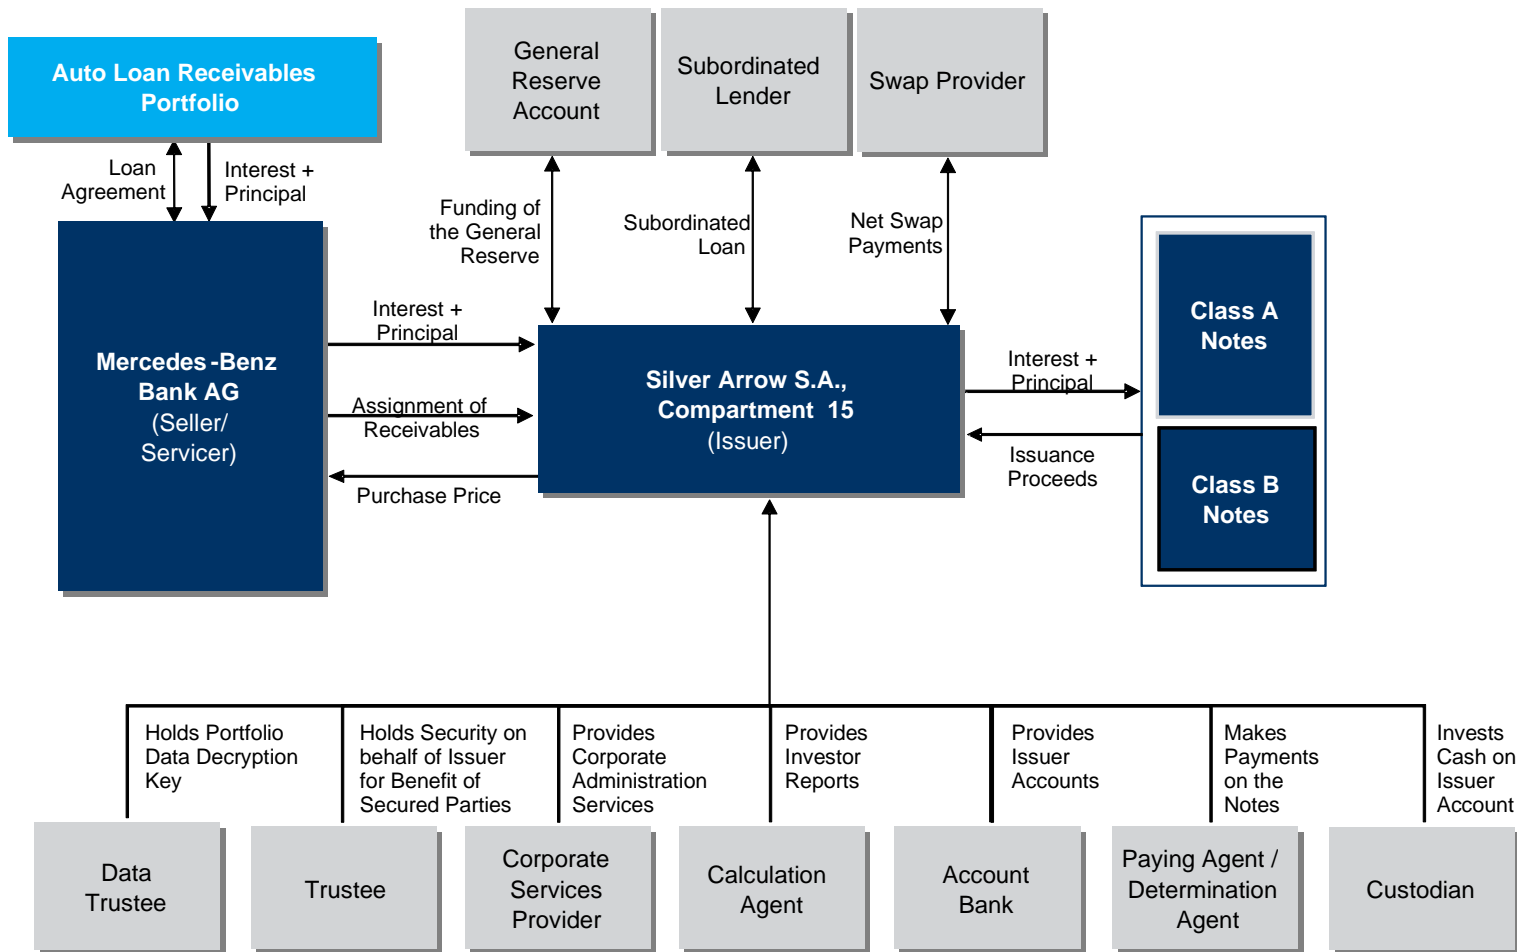 Auto Loan Receivables
Portfolio
General
Reserve
Account
Subordinated
Lender
Swap Provider
Loan
Agreement
Interest +
Principal
Funding of
the General
Reserve
Subordinated
Loan
Net Swap
Payments
Mercedes-Benz
Bank AG
(Seller/
Servicer)
Interest +
Principal
Assignment of
Receivables
Purchase Price
Silver Arrow S.A.,
Compartment 15
(Issuer)
Interest +
Principal
Issuance
Proceeds
Class A
Notes
Class B
Notes
Holds Portfolio
Data Decryption
Key
Holds Security on
behalf of Issuer
for Benefit of
Secured Parties
Provides
Corporate
Administration
Services
Provides
Investor
Reports
Provides
Issuer
Accounts
Makes
Payments
on the
Notes
Invests
Cash on
Issuer
Account
Data
Trustee
Trustee
Corporate
Services
Provider
Calculation
Agent
Account
Bank
Paying Agent /
Determination
Agent
Custodian